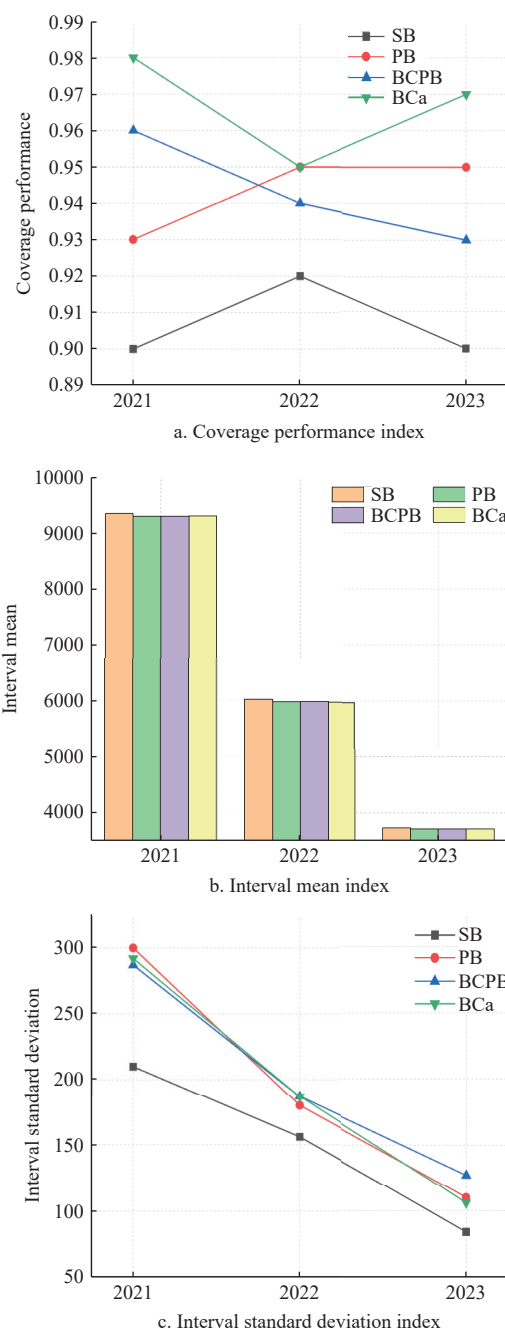 0.99
0.98
0.97
0.96
0.95
0.94
0.93
0.92
0.91
0.90
0.89
Coverage performance
SB
PB
BCPB
BCa
2021 2022 2023
a. Coverage performance index
10000
9000
8000
7000
6000
5000
4000
Interval mean
SB PB
BCPB BCa
2021 2022 2023
b. Interval mean index
300
250
200
150
100
50
Interval standard deviation
SB
PB
BCPB
BCa
2021 2022 2023
c. Interval standard deviation index